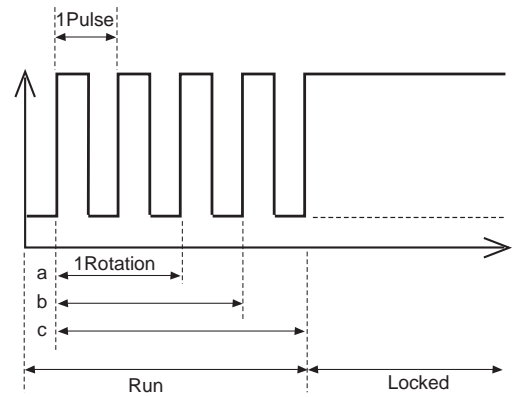 1Pulse
a
1Rotation
b
c
Run
Locked